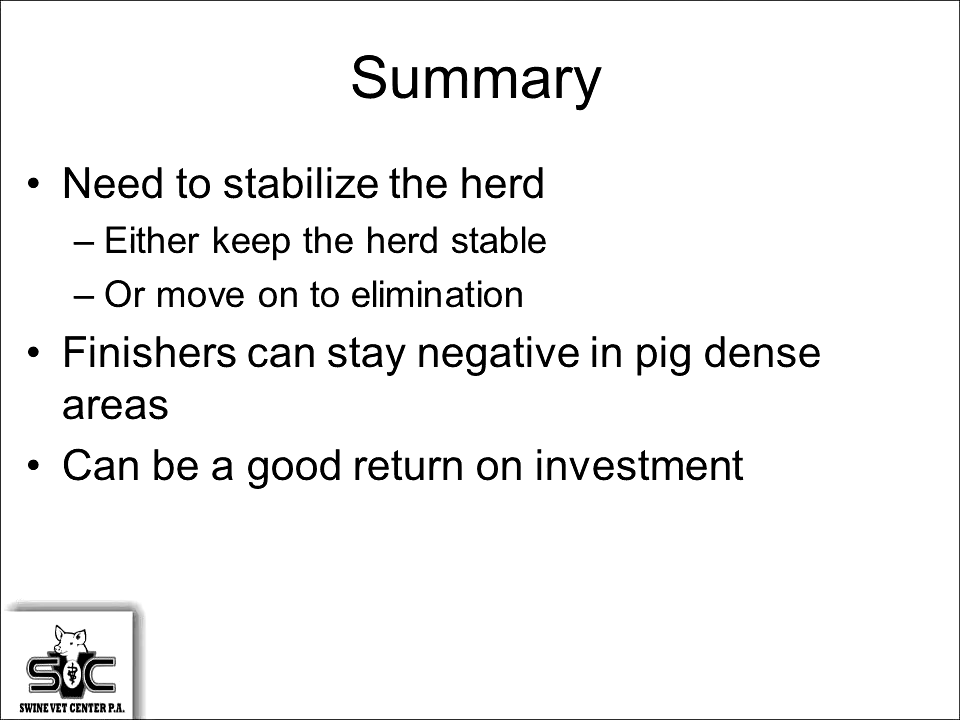 Summary
• Need to stabilize the herd
– Either keep the herd stable
– Or move on to elimination
• Finishers can stay negative in pig dense
areas
• Can be a good return on investment
SVC
SWINE VET CENTER P.A.